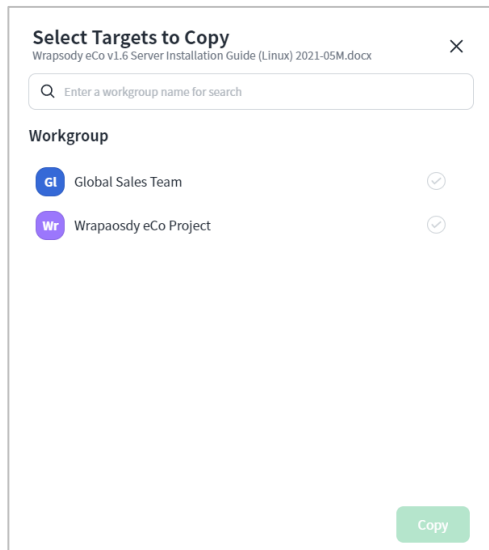 Select Targets to Copy
Wrapsody eCo v1.6 Server Installation Guide (Linux) 2021-05M.docx
Enter a workgroup name for search
Workgroup
Gl Global Sales Team
Wr Wrapaosdy eCo Project
Copy